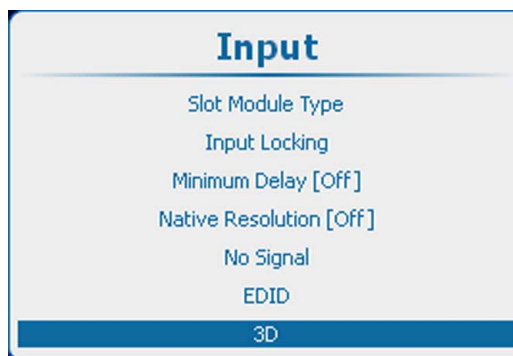 Input
Slot Module Type
Input Locking
Minimum Delay [Off]
Native Resolution [Off]
No Signal
EDID
3D